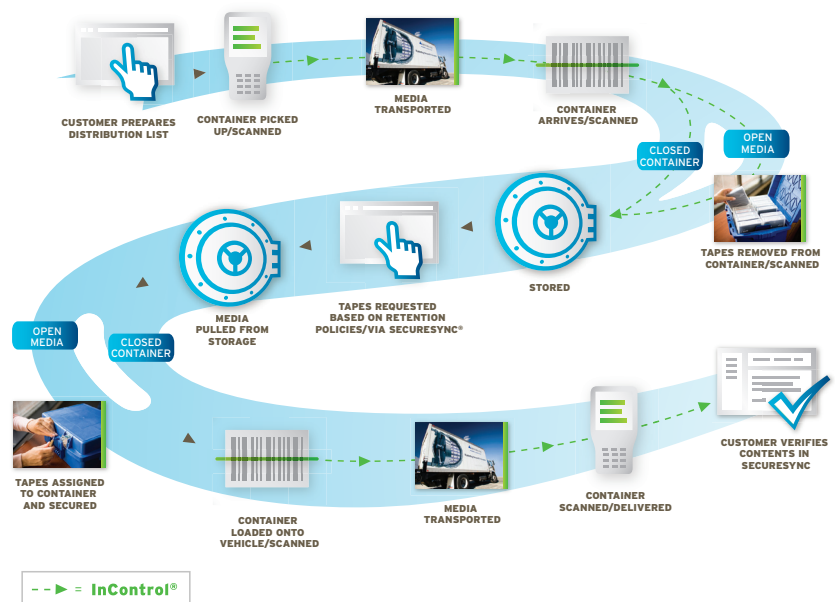 CUSTOMER PREPARES
DISTRIBUTION LIST
CONTAINER PICKED
UP/SCANNED
MEDIA
TRANSPORTED
CONTAINER
ARRIVES/SCANNED
CLOSED
CONTAINER
OPEN
MEDIA
TAPES REMOVED FROM
CONTAINER/SCANNED
STORED
TAPES REQUESTED
BASED ON RETENTION
POLICIES/VIA SECURESYNC®
MEDIA
PULLED FROM
STORAGE
OPEN
MEDIA
CLOSED
CONTAINER
TAPES ASSIGNED
TO CONTAINER
AND SECURED
CONTAINER
LOADED ONTO
VEHICLE/SCANNED
MEDIA
TRANSPORTED
CONTAINER
SCANNED/DELIVERED
CUSTOMER VERIFIES
CONTENTS IN
SECURESYNC
= InControl®